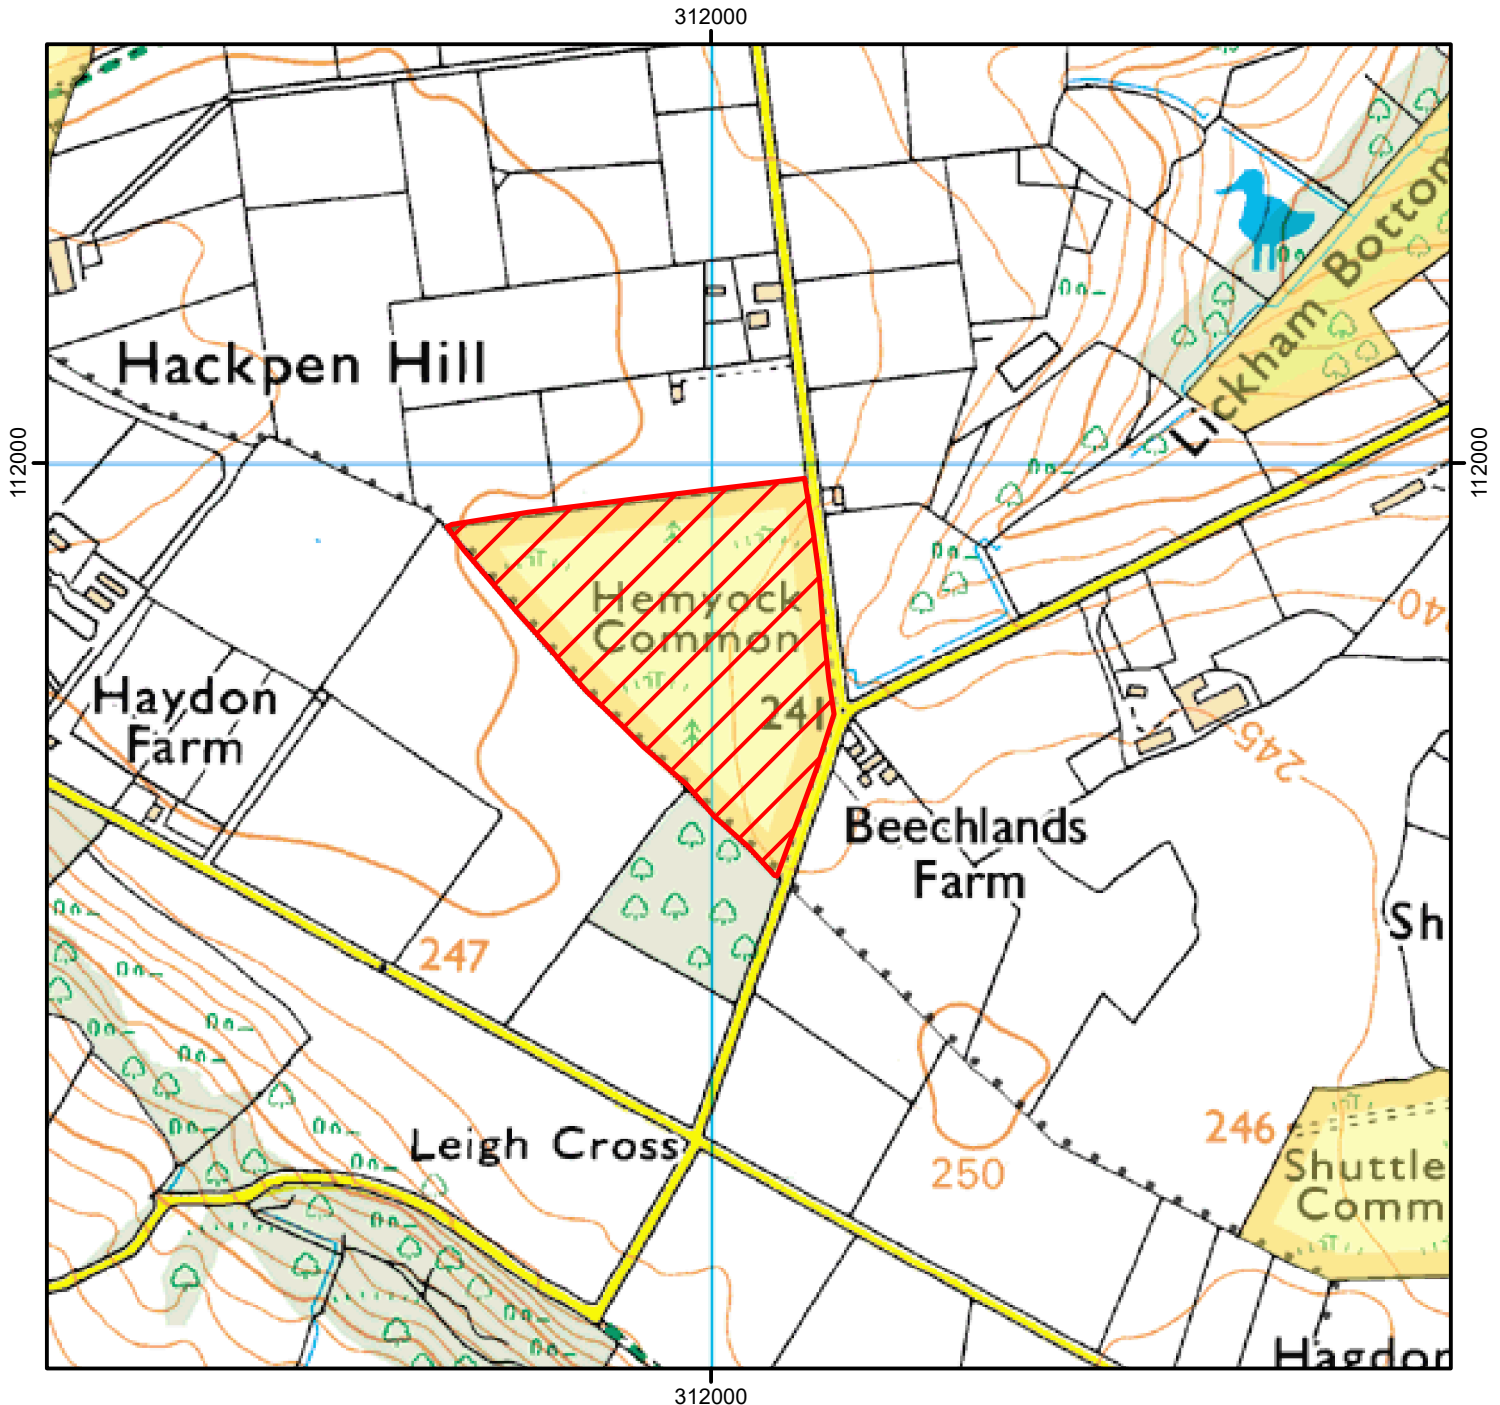 312000
Lickham Bottom
Hackpen Hill
112000
112000
Hemyock
Common
Haydon
Farm
241
245
Beechlands
Farm
Sh
247
246
Leigh Cross
250
Shuttle
Comm
Hagdon
312000